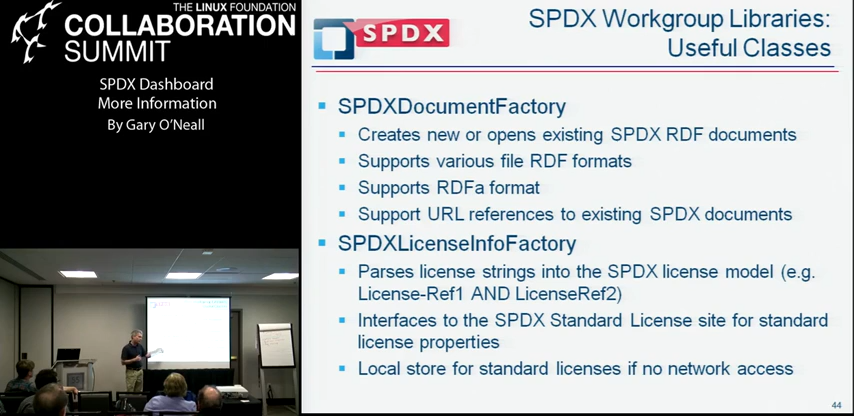 THE LINUX FOUNDATION
COLLABORATION
SUMMIT
SPDX Dashboard
More Information
By Gary O'Neall
SPDX
SPDX Workgroup Libraries:
Useful Classes
SPDXDocumentFactory
Creates new or opens existing SPDX RDF documents
Supports various file RDF formats
Supports RDFa format
Support URL references to existing SPDX documents
SPDXLicenseInfoFactory
Parses license strings into the SPDX license model (e.g.
License-Ref1 AND LicenseRef2)
Interfaces to the SPDX Standard License site for standard
license properties
Local store for standard licenses if no network access
44